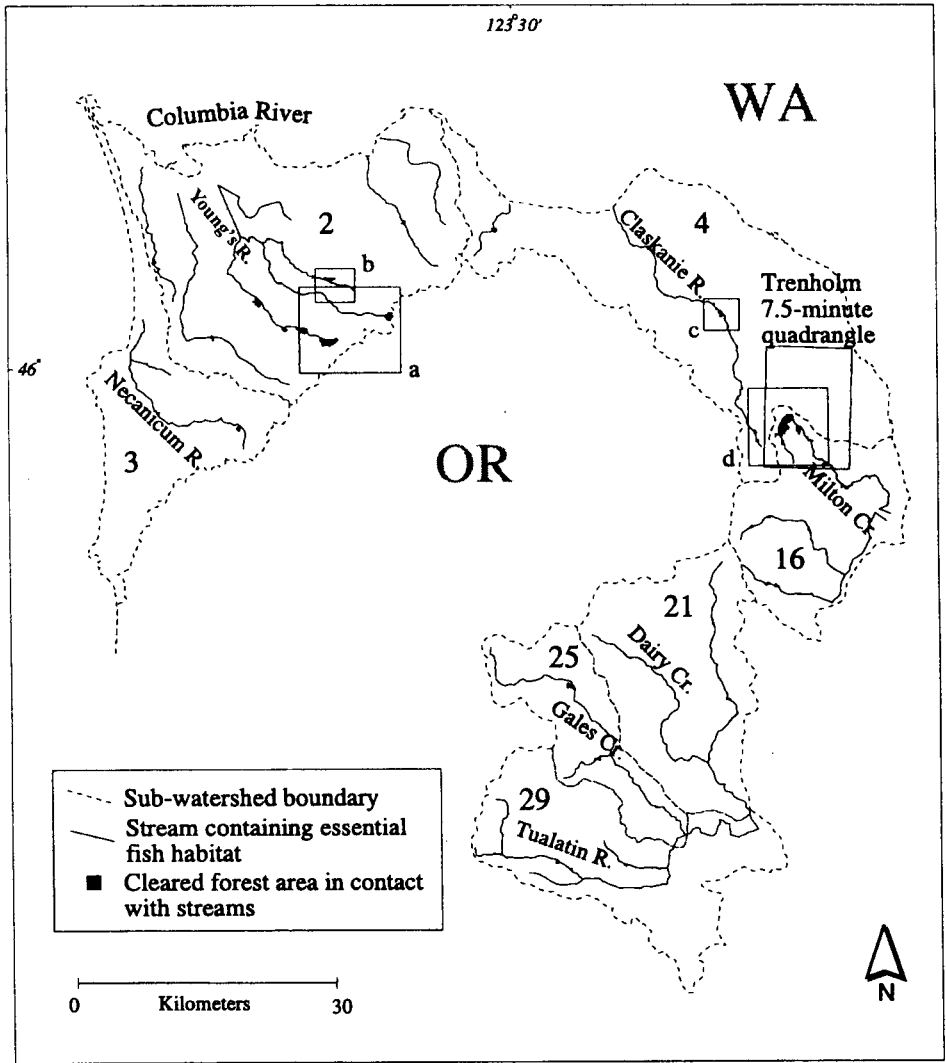 123° 30'
WA
Columbia River
4
2
Young's R.
Claskanie R.
b
Trenholm
7.5-minute
quadrangle
c
46°
a
Necanicum R.
OR
3
d
Milton Cr.
16
21
25
Dairy Cr.
Gales Cr.
29
Tualatin R.
Sub-watershed boundary
Stream containing essential
fish habitat
Cleared forest area in contact
with streams
0 Kilometers 30
N